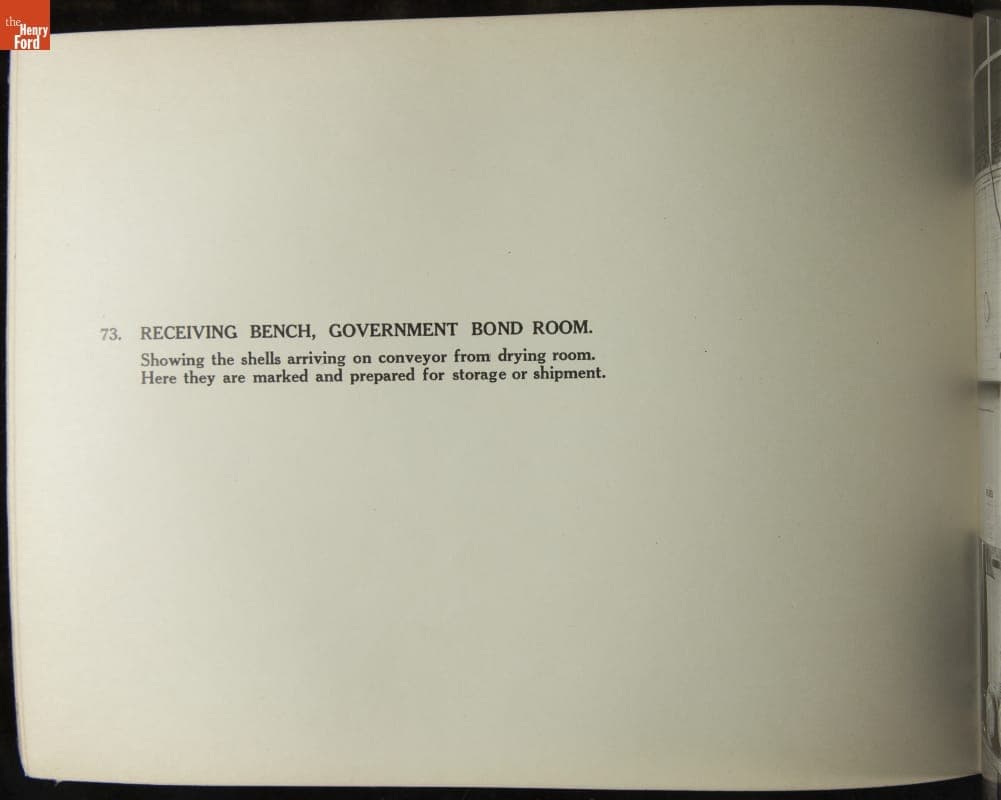 the
Henry
Ford
73. RECEIVING BENCH, GOVERNMENT BOND ROOM.
Showing the shells arriving on conveyor from drying room.
Here they are marked and prepared for storage or shipment.